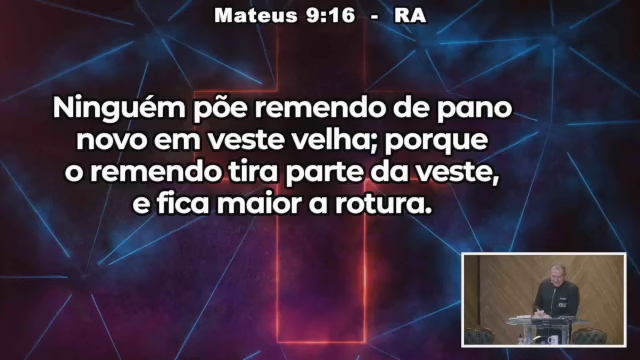 Mateus 9:16 - RA
Ninguém põe remendo de pano
novo em veste velha; porque
o remendo tira parte da veste,
e fica maior a rotura.